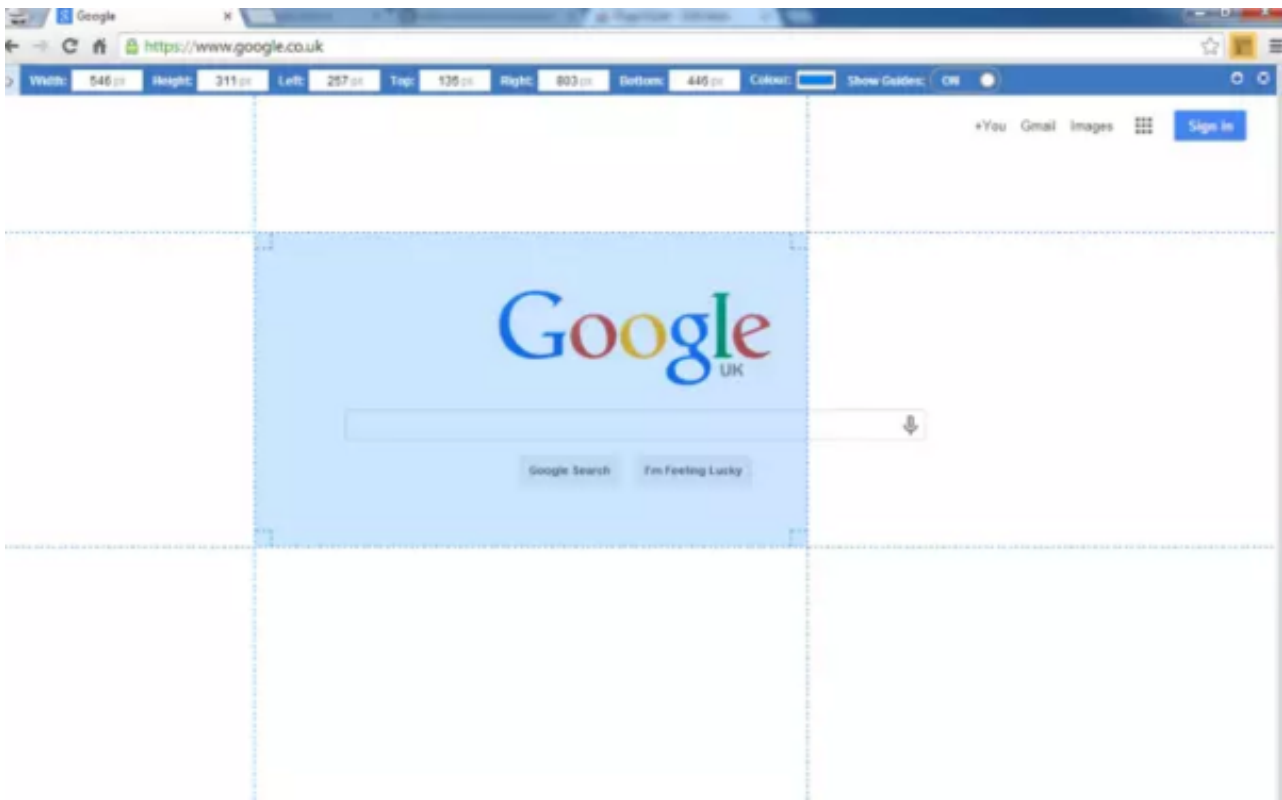 Google
https://www.google.co.uk
Width: 546 px Height: 311 px Left: 257 px Top: 135 px Right: 803 px Bottom: 446 px Colour: Show Guides: ON
+You Gmail Images Sign in
Google
UK
Google Search I'm Feeling Lucky